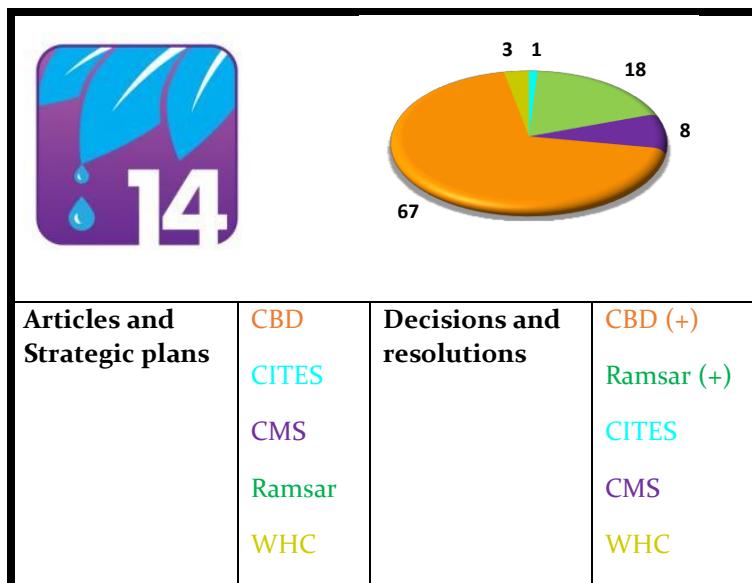 3 1
18
8
67
14
Articles and
Strategic plans
CBD
CITES
CMS
Ramsar
WHC
Decisions and
resolutions
CBD (+)
Ramsar (+)
CITES
CMS
WHC